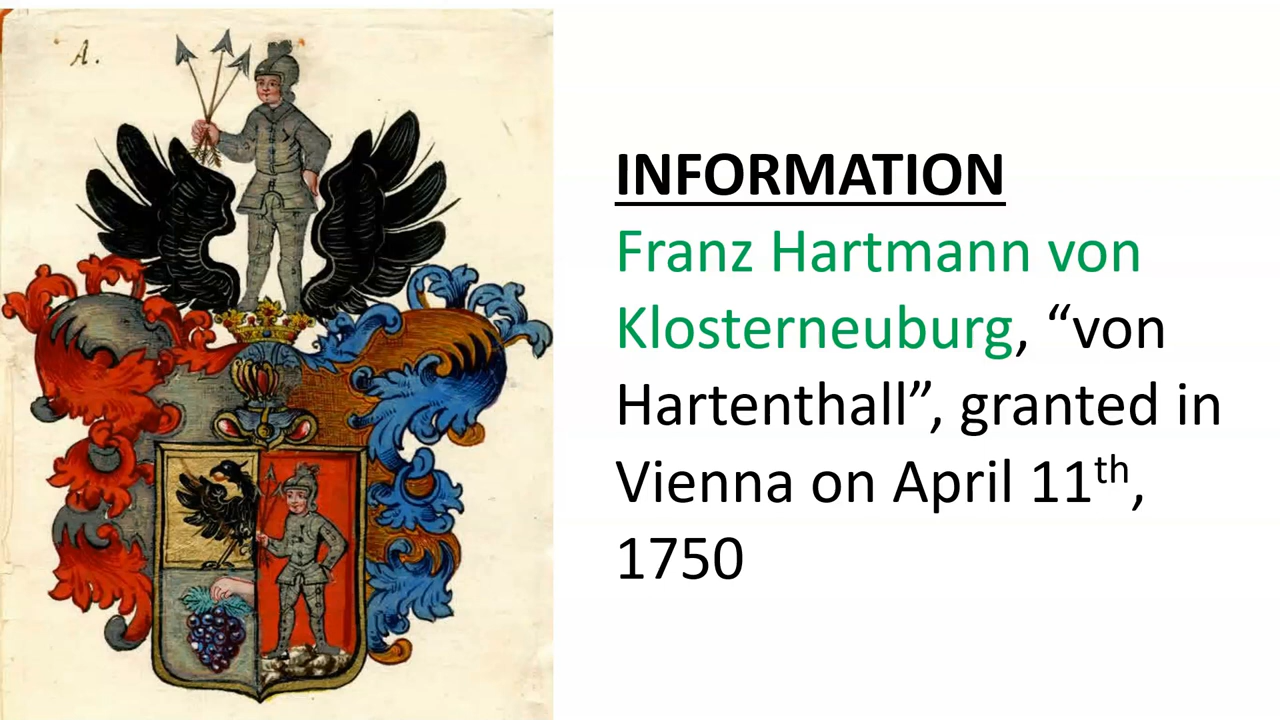 A.
INFORMATION
Franz Hartmann von
Klosterneuburg, “von
Hartenthall”, granted in
Vienna on April 11th,
1750